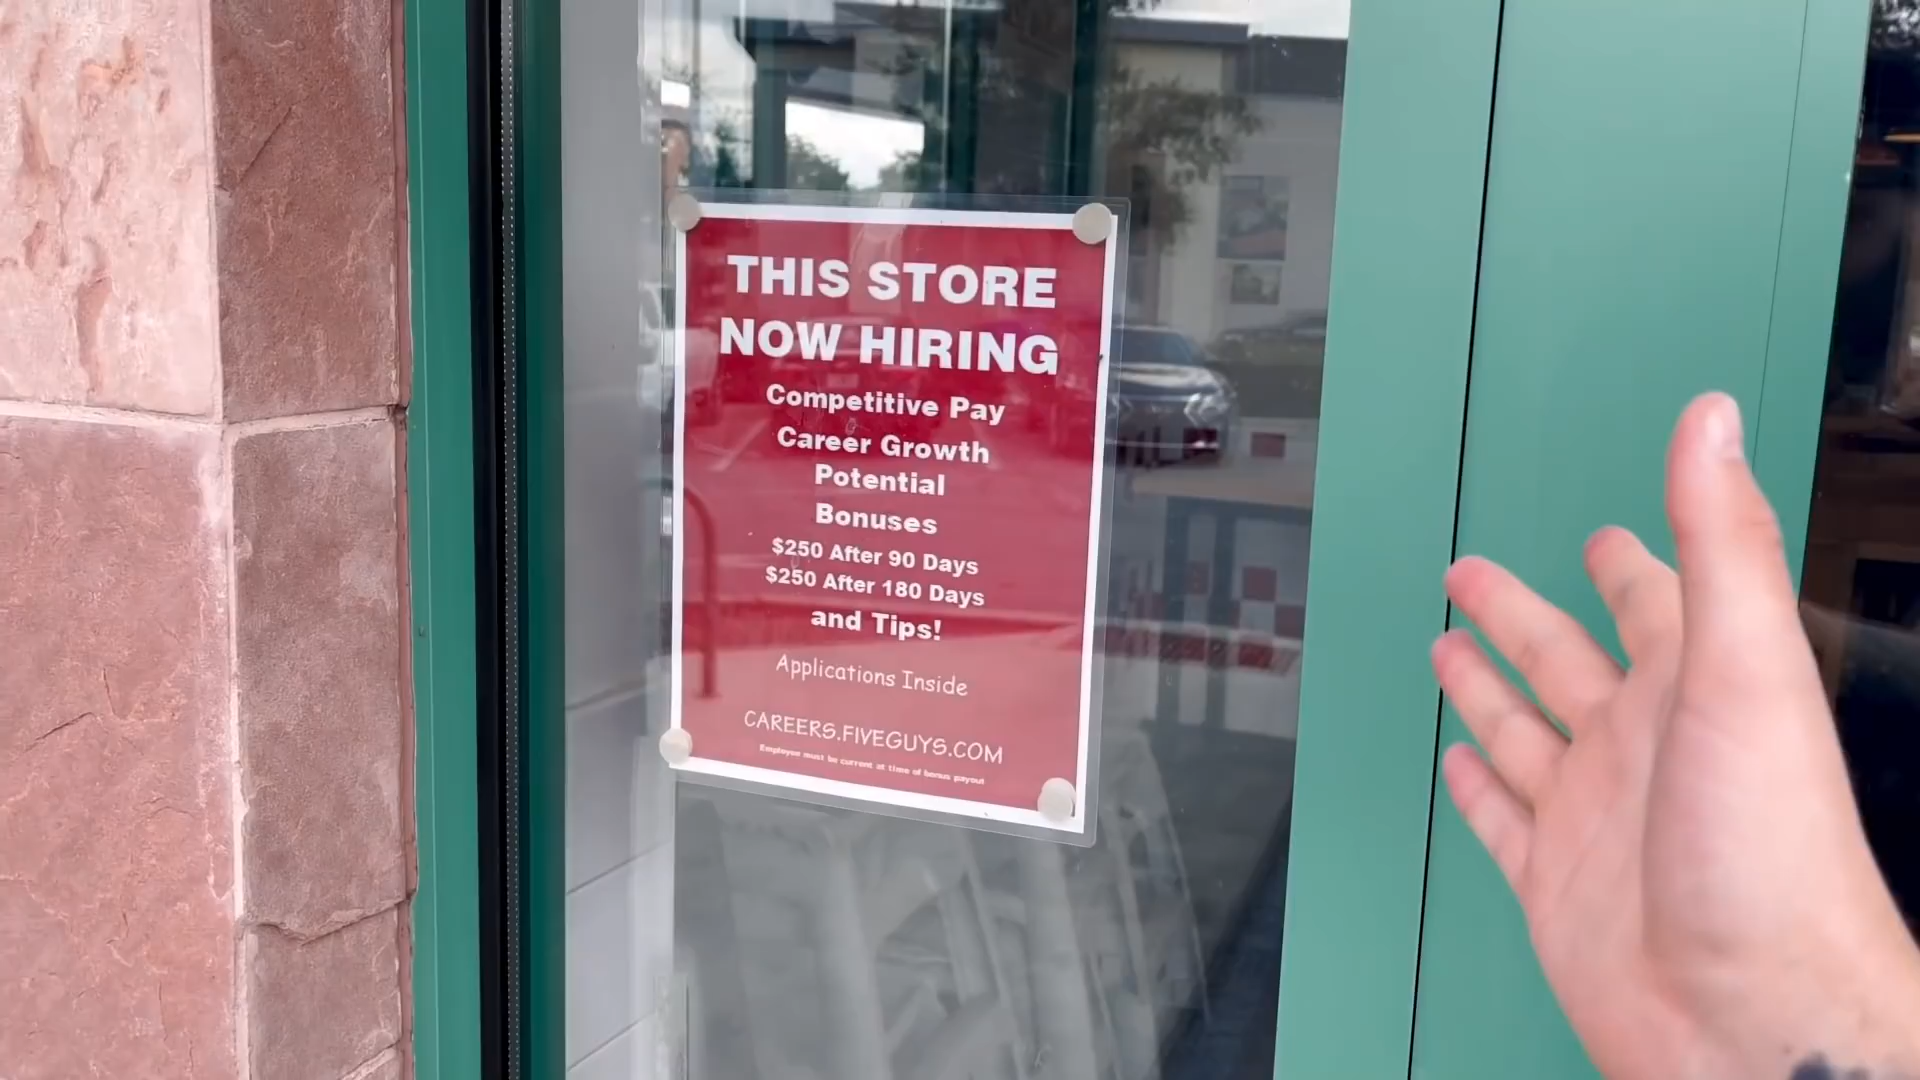 THIS STORE
NOW HIRING
Competitive Pay
Career Growth
Potential
Bonuses
$250 After 90 Days
$250 After 180 Days
and Tips!
Applications Inside
CAREERS.FIVEGUYS.COM
Employee must be current at time of bonus payout